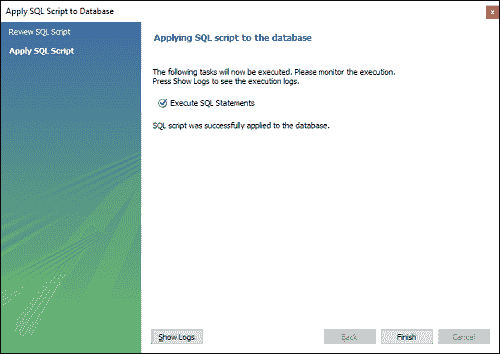 Apply SQL Script to Database
Review SQL Script
Apply SQL Script
Applying SQL script to the database
The following tasks will now be executed. Please monitor the execution.
Press Show Logs to see the execution logs.
Execute SQL Statements
SQL script was successfully applied to the database.
Show Logs
Back
Finish
Cancel